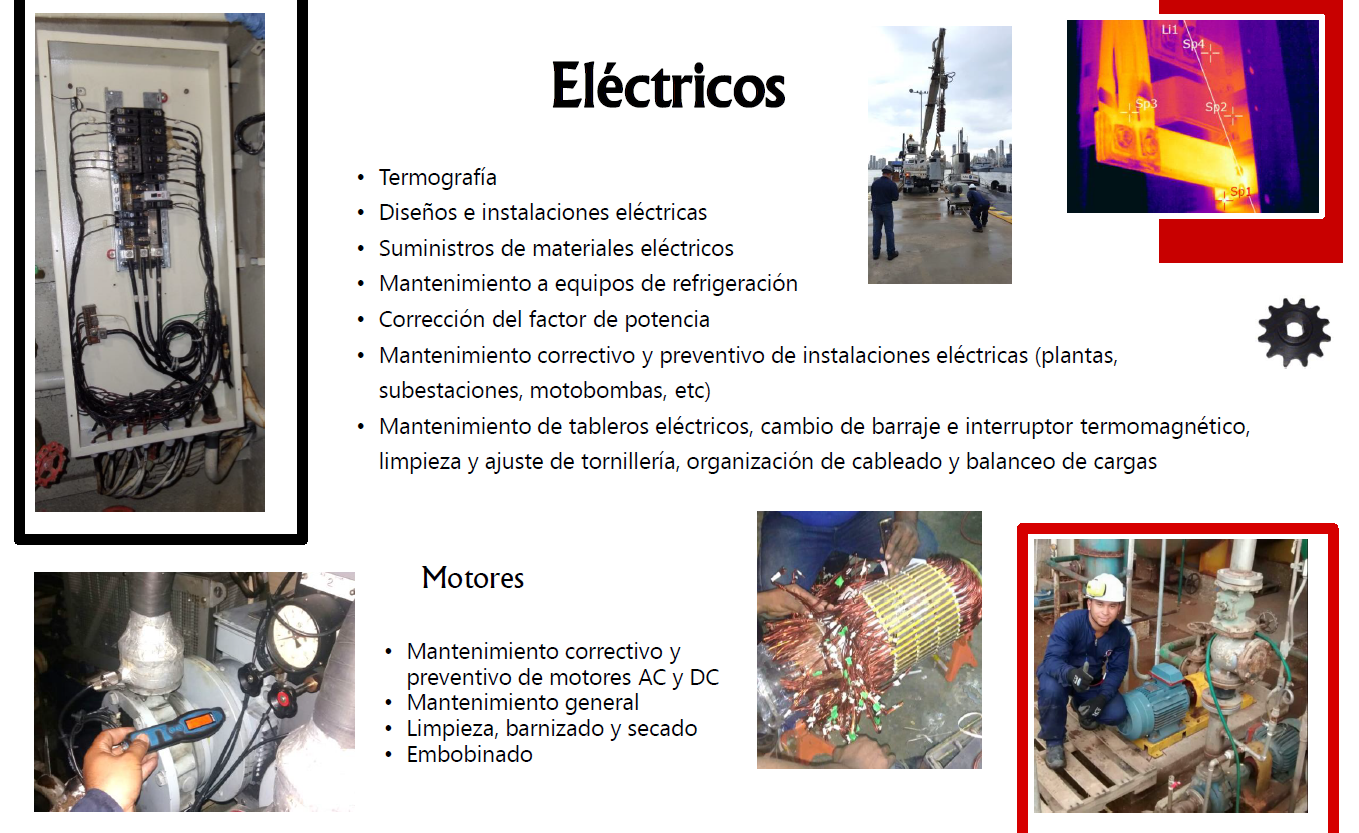 Eléctricos
• Termografía
• Diseños e instalaciones eléctricas
• Suministros de materiales eléctricos
• Mantenimiento a equipos de refrigeración
• Corrección del factor de potencia
• Mantenimiento correctivo y preventivo de instalaciones eléctricas (plantas,
subestaciones, motobombas, etc)
• Mantenimiento de tableros eléctricos, cambio de barraje e interruptor termomagnético,
limpieza y ajuste de tornillería, organización de cableado y balanceo de cargas
Li1
Sp4
Sp3
Sp2
Sp1
Motores
• Mantenimiento correctivo y
preventivo de motores AC y DC
• Mantenimiento general
• Limpieza, barnizado y secado
• Embobinado
2